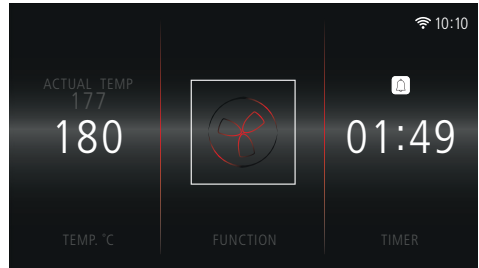 10:10
ACTUAL TEMP
177
180
01:49
TEMP. °C
FUNCTION
TIMER